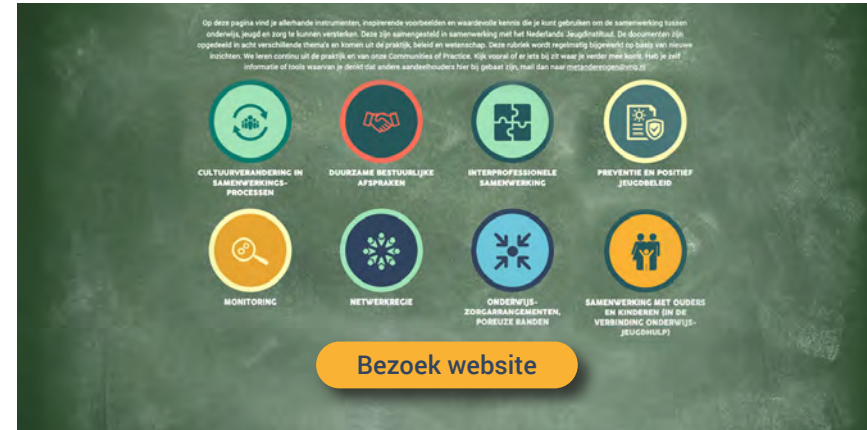 Op deze pagina vind je allerhande instrumenten, inspirerende voorbeelden en waardevolle kennis die je kunt gebruiken om de samenwerking tussen
onderwijs, jeugd en zorg te kunnen versterken. Deze zijn samengesteld in samenwerking met het Nederlands Jeugdinstituut. De documenten zijn
opgedeeld in acht verschillende thema's en komen uit de praktijk, beleid en wetenschap. Deze rubriek wordt regelmatig bijgewerkt op basis van nieuwe
inzichten. We leren continu uit de praktijk en van onze Communities of Practice. Kijk vooral of er iets bij zit waar je verder mee komt. Heb je zelf
informatie of tools waarvan je denkt dat andere aandeelhouders hier bij gebaat zijn, mail dan naar metandereogen@vng.nl
CULTUURVERANDERING IN
SAMENWERKINGS-
PROCESSEN
DUURZAME BESTUURLIJKE
AFSPRAKEN
INTERPROFESSIONELE
SAMENWERKING
PREVENTIE EN POSITIEF
JEUGDBELEID
MONITORING
NETWERKREGIE
ONDERWIJS-
ZORGARRANGEMENTEN,
POREUZE RANDEN
SAMENWERKING MET OUDERS
EN KINDEREN (IN DE
VERBINDING ONDERWIJS-
JEUGDHULP)
Bezoek website